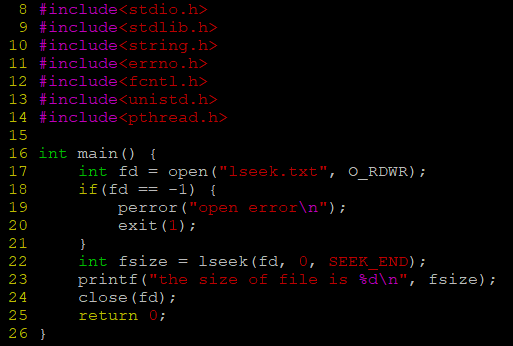 8 #include<stdio.h>
9 #include<stdlib.h>
10 #include<string.h>
11 #include<errno.h>
12 #include<fcntl.h>
13 #include<unistd.h>
14 #include<pthread.h>
15
16 int main() {
17     int fd = open("lseek.txt", O_RDWR);
18     if(fd == -1) {
19         perror("open error\n");
20         exit(1);
21     }
22     int fsize = lseek(fd, 0, SEEK_END);
23     printf("the size of file is %d\n", fsize);
24     close(fd);
25     return 0;
26 }